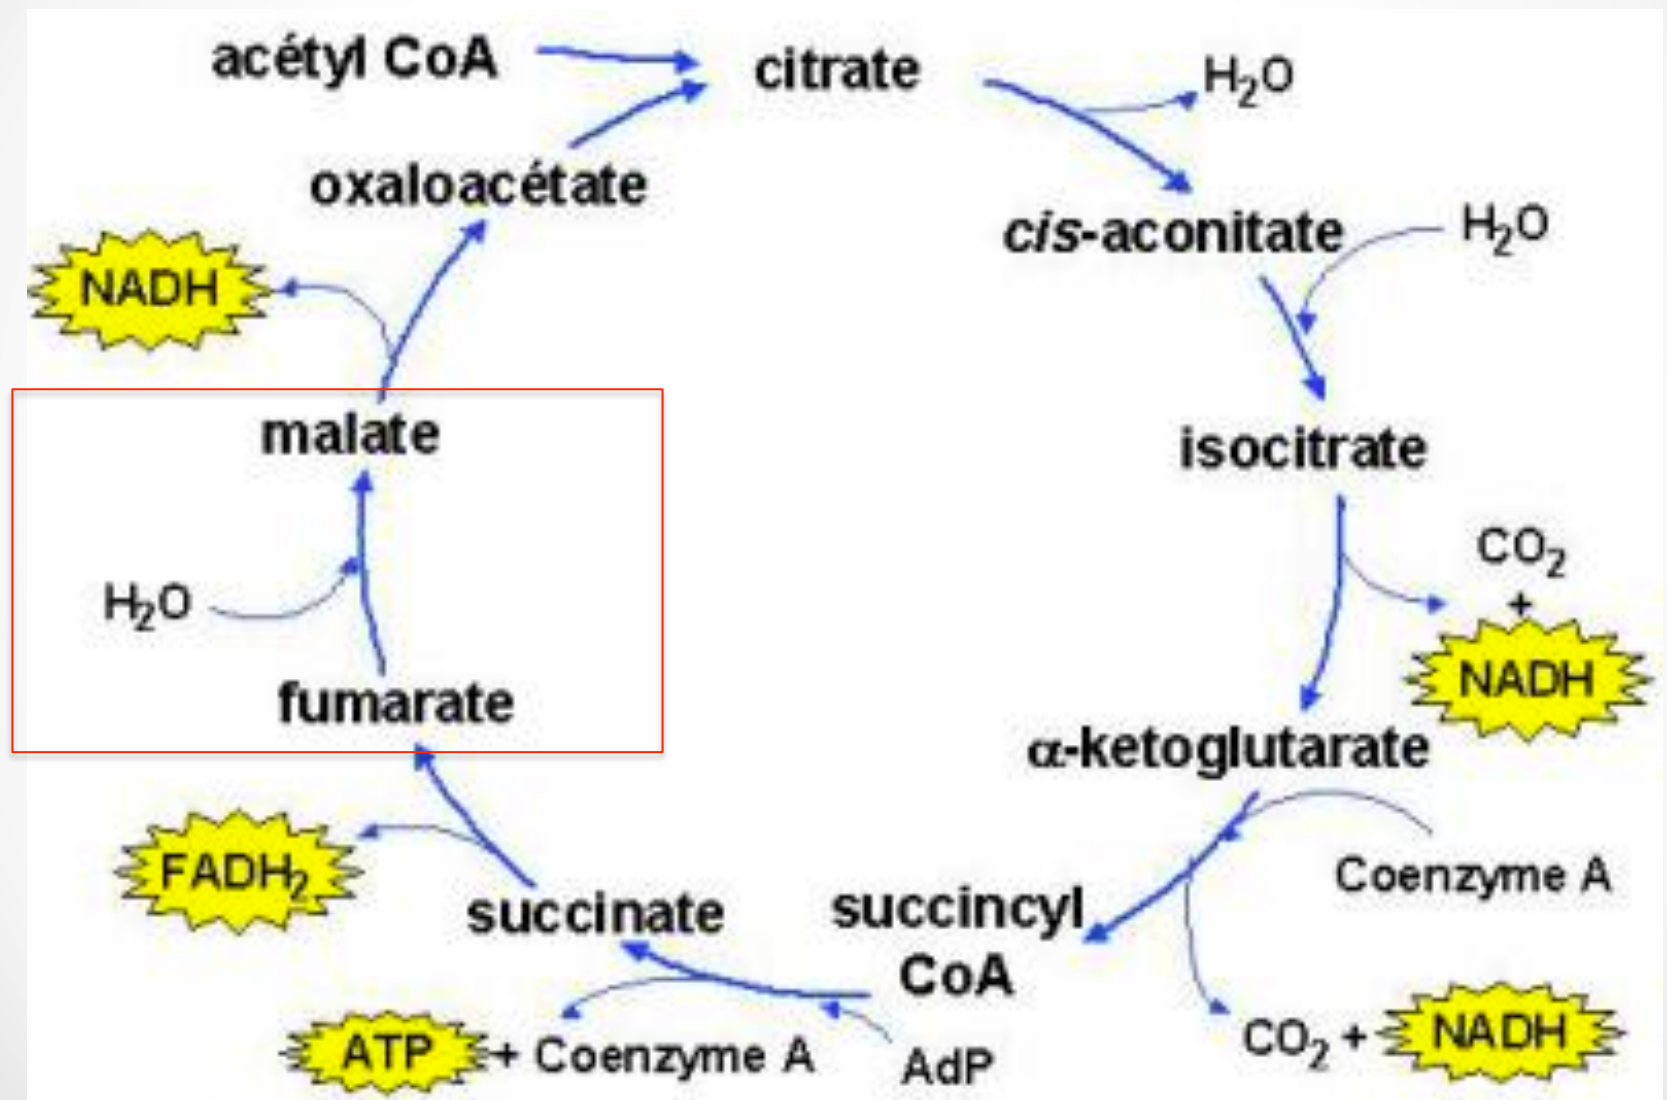 acétyl CoA
citrate
H₂O
oxaloacétate
cis-aconitate
H₂O
NADH
malate
isocitrate
CO₂
+
NADH
H₂O
fumarate
α-ketoglutarate
FADH₂
Coenzyme A
succinate
succincyl
CoA
ATP + Coenzyme A
AdP
CO₂ + NADH